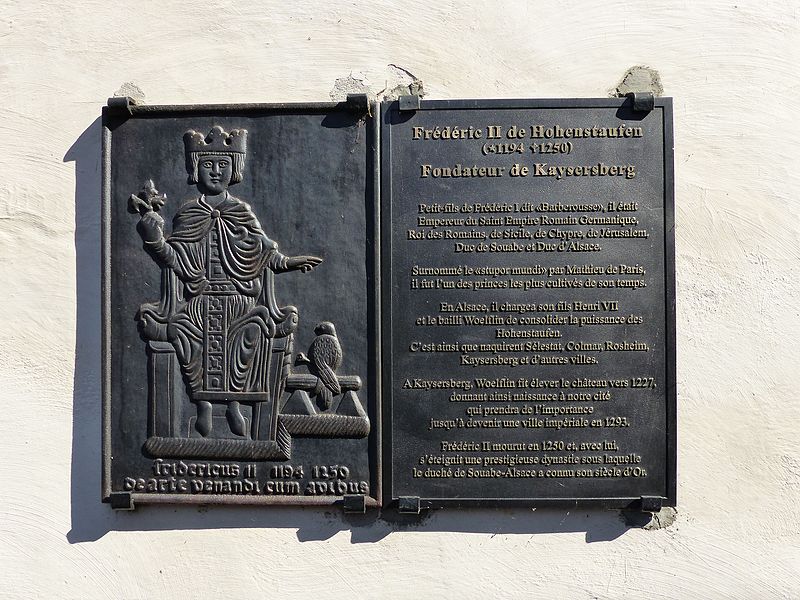 fridericus II 1194 1250
De arte venandi cum avibus
Frédéric II de Hohenstaufen
(★1194 ✝1250)
Fondateur de Kaysersberg
Petit-fils de Frédéric I dit «Barberousse», il était
Empereur du Saint Empire Romain Germanique,
Roi des Romains, de Sicile, de Chypre, de Jérusalem,
Duc de Souabe et Duc d'Alsace.
Surnommé le «stupor mundi» par Mathieu de Paris,
il fut l'un des princes les plus cultivés de son temps.
En Alsace, il chargea son fils Henri VII
et le bailli Woelflin de consolider la puissance des
Hohenstaufen.
C'est ainsi que naquirent Sélestat, Colmar, Rosheim,
Kaysersberg et d'autres villes.
A Kaysersberg, Woelflin fit élever le château vers 1227,
donnant ainsi naissance à notre cité
qui prendra de l'importance
jusqu'à devenir une ville impériale en 1293.
Frédéric II mourut en 1250 et, avec lui,
s'éteignit une prestigieuse dynastie sous laquelle
le duché de Souabe-Alsace a connu son siècle d'Or.